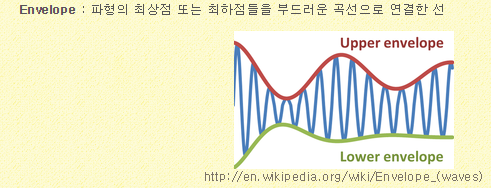 Envelope : 파형의 최상점 또는 최하점들을 부드러운 곡선으로 연결한 선
Upper envelope
Lower envelope
http://en.wikipedia.org/wiki/Envelope_(waves)